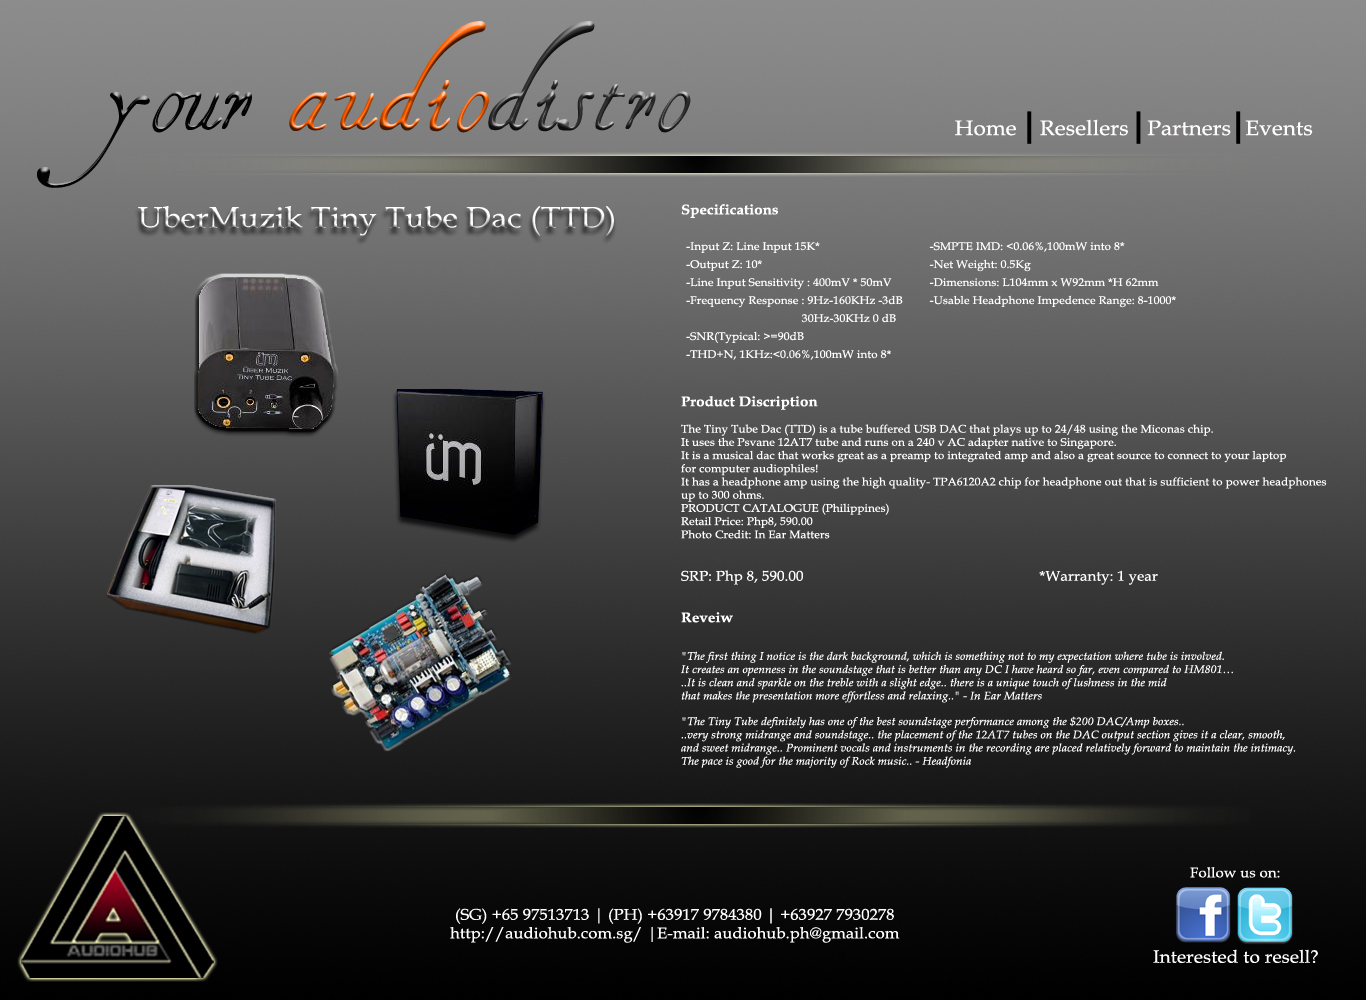 your audiodistro
Home | Resellers | Partners | Events
UberMuzik Tiny Tube Dac (TTD)
ÜM
ÜBER MUZIK
TINY TUBE DAC
üm
Specifications
-Input Z: Line Input 15K*
-Output Z: 10*
-Line Input Sensitivity : 400mV * 50mV
-Frequency Response : 9Hz-160KHz -3dB
30Hz-30KHz 0 dB
-SNR(Typical: >=90dB
-THD+N, 1KHz:<0.06%,100mW into 8*
-SMPTE IMD: <0.06%,100mW into 8*
-Net Weight: 0.5Kg
-Dimensions: L104mm x W92mm *H 62mm
-Usable Headphone Impedence Range: 8-1000*
Product Discription
The Tiny Tube Dac (TTD) is a tube buffered USB DAC that plays up to 24/48 using the Miconas chip.
It uses the Psvane 12AT7 tube and runs on a 240 v AC adapter native to Singapore.
It is a musical dac that works great as a preamp to integrated amp and also a great source to connect to your laptop
for computer audiophiles!
It has a headphone amp using the high quality- TPA6120A2 chip for headphone out that is sufficient to power headphones
up to 300 ohms.
PRODUCT CATALOGUE (Philippines)
Retail Price: Php8, 590.00
Photo Credit: In Ear Matters
SRP: Php 8, 590.00
*Warranty: 1 year
Reveiw
"The first thing I notice is the dark background, which is something not to my expectation where tube is involved.
It creates an openness in the soundstage that is better than any DC I have heard so far, even compared to HM801…
..It is clean and sparkle on the treble with a slight edge.. there is a unique touch of lushness in the mid
that makes the presentation more effortless and relaxing.." - In Ear Matters
"The Tiny Tube definitely has one of the best soundstage performance among the $200 DAC/Amp boxes..
..very strong midrange and soundstage.. the placement of the 12AT7 tubes on the DAC output section gives it a clear, smooth,
and sweet midrange.. Prominent vocals and instruments in the recording are placed relatively forward to maintain the intimacy.
The pace is good for the majority of Rock music.. - Headfonia
AUDIOHUB
(SG) +65 97513713 | (PH) +63917 9784380 | +63927 7930278
http://audiohub.com.sg/ |E-mail: audiohub.ph@gmail.com
Follow us on:
Interested to resell?